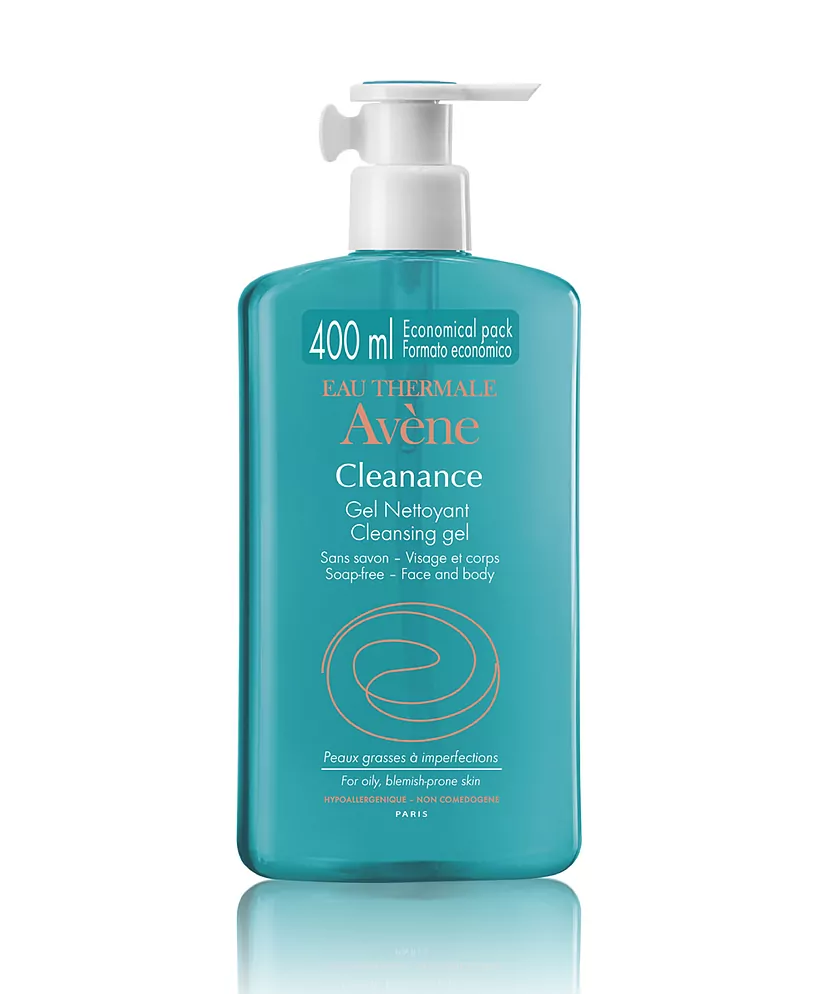 400 ml Economical pack
Formato económico
EAU THERMALE
Avène
Cleanance
Gel Nettoyant
Cleansing gel
Sans savon – Visage et corps
Soap-free – Face and body
Peaux grasses à imperfections
For oily, blemish-prone skin
HYPOALLERGENIQUE – NON COMEDOGENE
PARIS